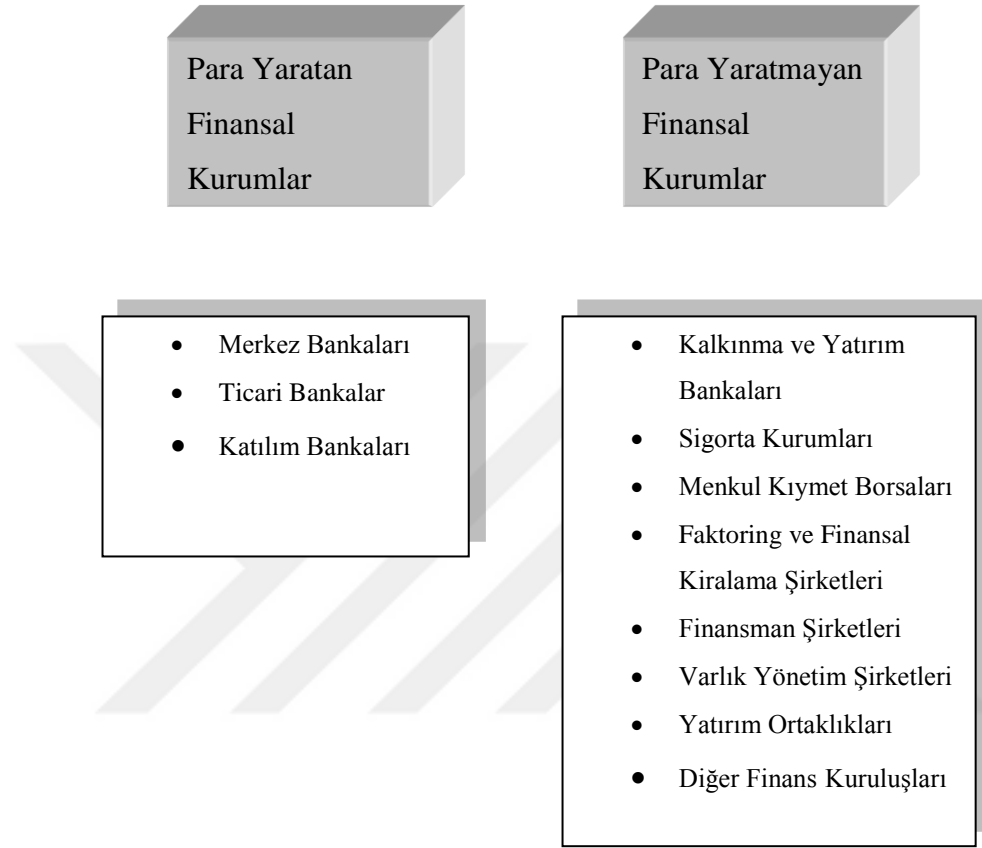 Para Yaratan
Finansal
Kurumlar
Para Yaratmayan
Finansal
Kurumlar
• Merkez Bankaları
• Ticari Bankalar
• Katılım Bankaları
• Kalkınma ve Yatırım
Bankaları
• Sigorta Kurumları
• Menkul Kıymet Borsaları
• Faktoring ve Finansal
Kiralama Şirketleri
• Finansman Şirketleri
• Varlık Yönetim Şirketleri
• Yatırım Ortaklıkları
• Diğer Finans Kuruluşları